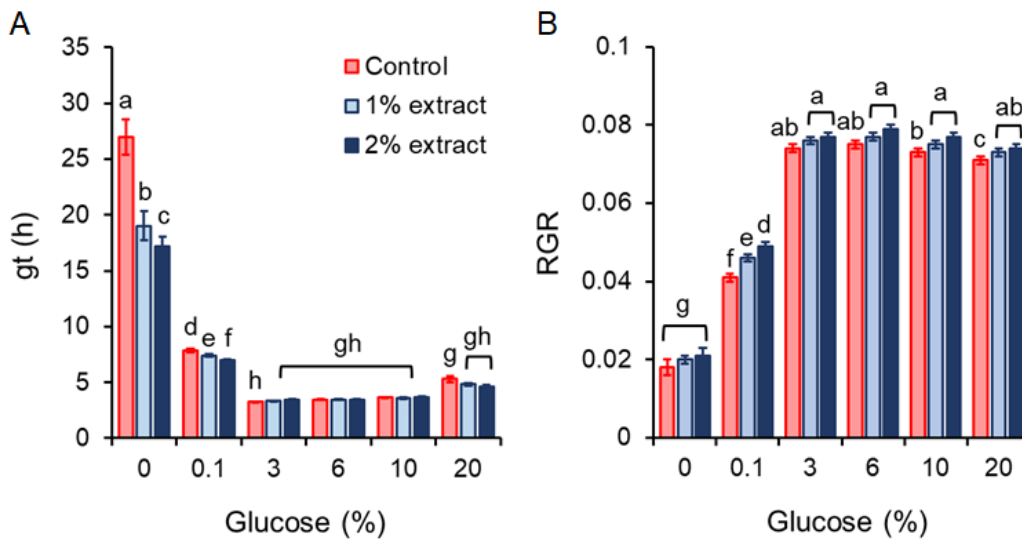 A
gt (h)
35
30
25
20
15
10
5
0
Control
1% extract
2% extract
a
b
c
d
e
f
h
gh
g
gh
0
0.1
3
6
10
20
Glucose (%)
B
RGR
0.1
0.08
0.06
0.04
0.02
0
g
f
e
d
ab
a
ab
a
b
a
c
ab
0
0.1
3
6
10
20
Glucose (%)